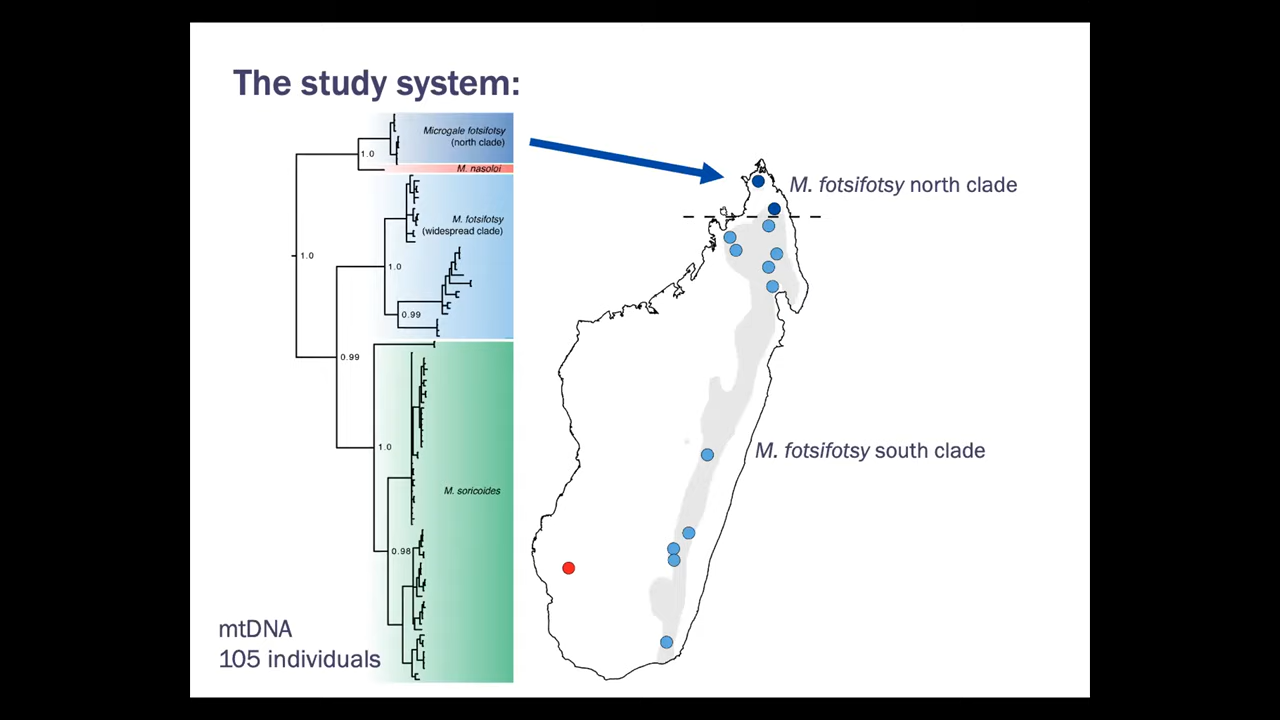 The study system:
Microgale fotsifotsy
(north clade)
1.0
M. nasoloi
M. fotsifotsy
(widespread clade)
1.0
1.0
0.99
0.99
1.0
M. soricoides
0.98
mtDNA
105 individuals
M. fotsifotsy north clade
M. fotsifotsy south clade